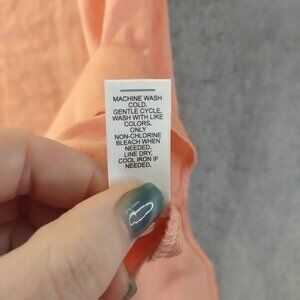 MACHINE WASH
COLD,
GENTLE CYCLE.
WASH WITH LIKE
COLORS.
ONLY
NON-CHLORINE
BLEACH WHEN
NEEDED.
LINE DRY.
COOL IRON IF
NEEDED.